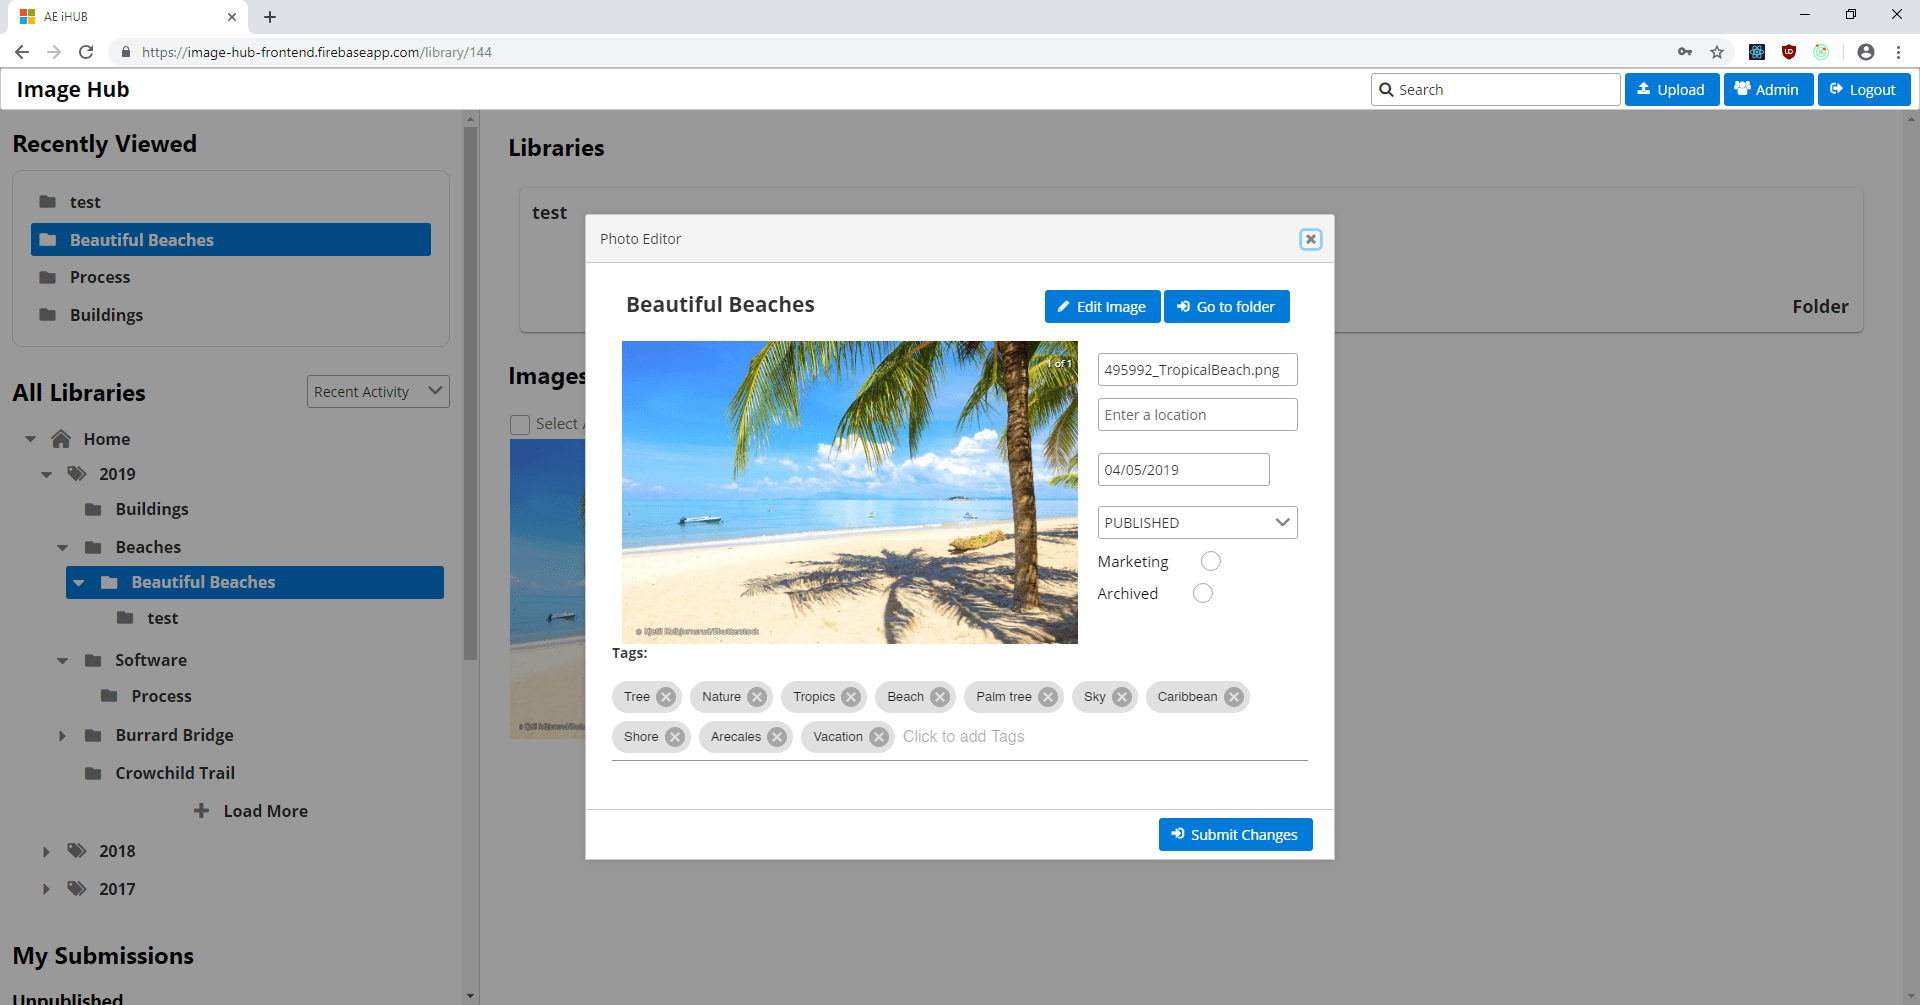 AE iHUB
https://image-hub-frontend.firebaseapp.com/library/144
Image Hub
Search
Upload
Admin
Logout
Recently Viewed
test
Beautiful Beaches
Process
Buildings
All Libraries
Recent Activity
Home
2019
Buildings
Beaches
Beautiful Beaches
test
Software
Process
Burrard Bridge
Crowchild Trail
Load More
2018
2017
My Submissions
Unpublished
Libraries
test
Folder
Images
Select
Photo Editor
Beautiful Beaches
Edit Image
Go to folder
1 of 1
© Kjetil Kolbjornsrud/Shutterstock
495992_TropicalBeach.png
Enter a location
04/05/2019
PUBLISHED
Marketing
Archived
Tags:
Tree Nature Tropics Beach Palm tree Sky Caribbean
Shore Arecales Vacation Click to add Tags
Submit Changes